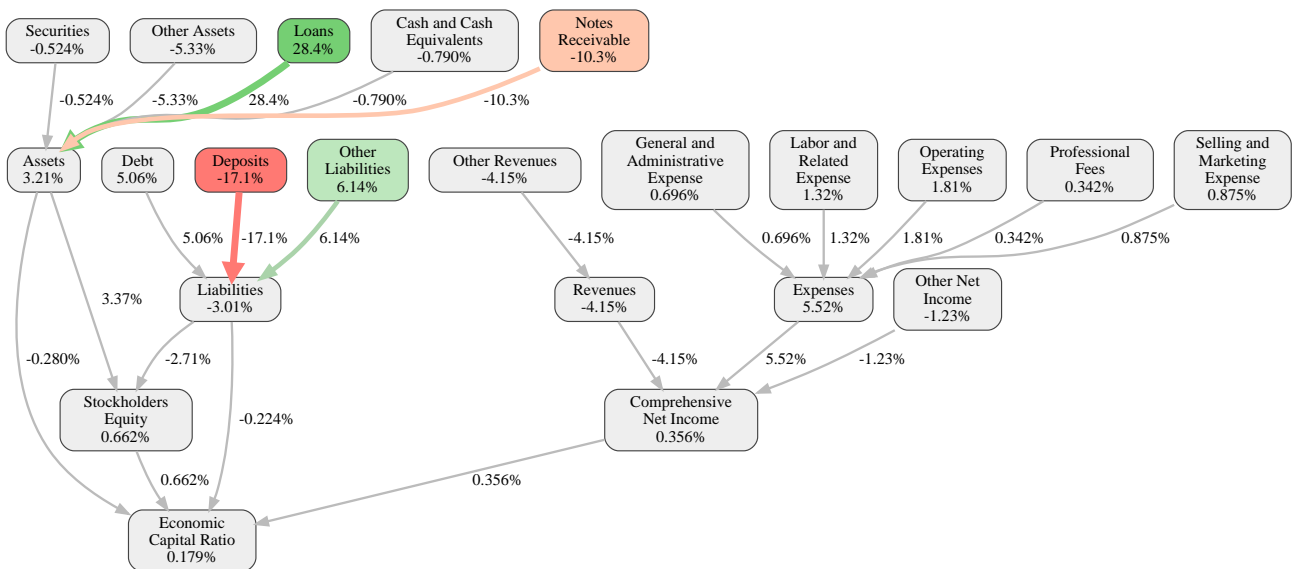 Securities
-0.524%
Other Assets
-5.33%
Loans
28.4%
Cash and Cash
Equivalents
-0.790%
Notes
Receivable
-10.3%
-0.524%
-5.33%
28.4%
-0.790%
-10.3%
Assets
3.21%
Debt
5.06%
Deposits
-17.1%
Other
Liabilities
6.14%
Other Revenues
-4.15%
General and
Administrative
Expense
0.696%
Labor and
Related
Expense
1.32%
Operating
Expenses
1.81%
Professional
Fees
0.342%
Selling and
Marketing
Expense
0.875%
5.06%
-17.1%
6.14%
-4.15%
0.696%
1.32%
1.81%
0.342%
0.875%
3.37%
Liabilities
-3.01%
Revenues
-4.15%
Expenses
5.52%
Other Net
Income
-1.23%
-0.280%
-2.71%
-0.224%
-4.15%
5.52%
-1.23%
Stockholders
Equity
0.662%
Comprehensive
Net Income
0.356%
0.662%
0.356%
Economic
Capital Ratio
0.179%